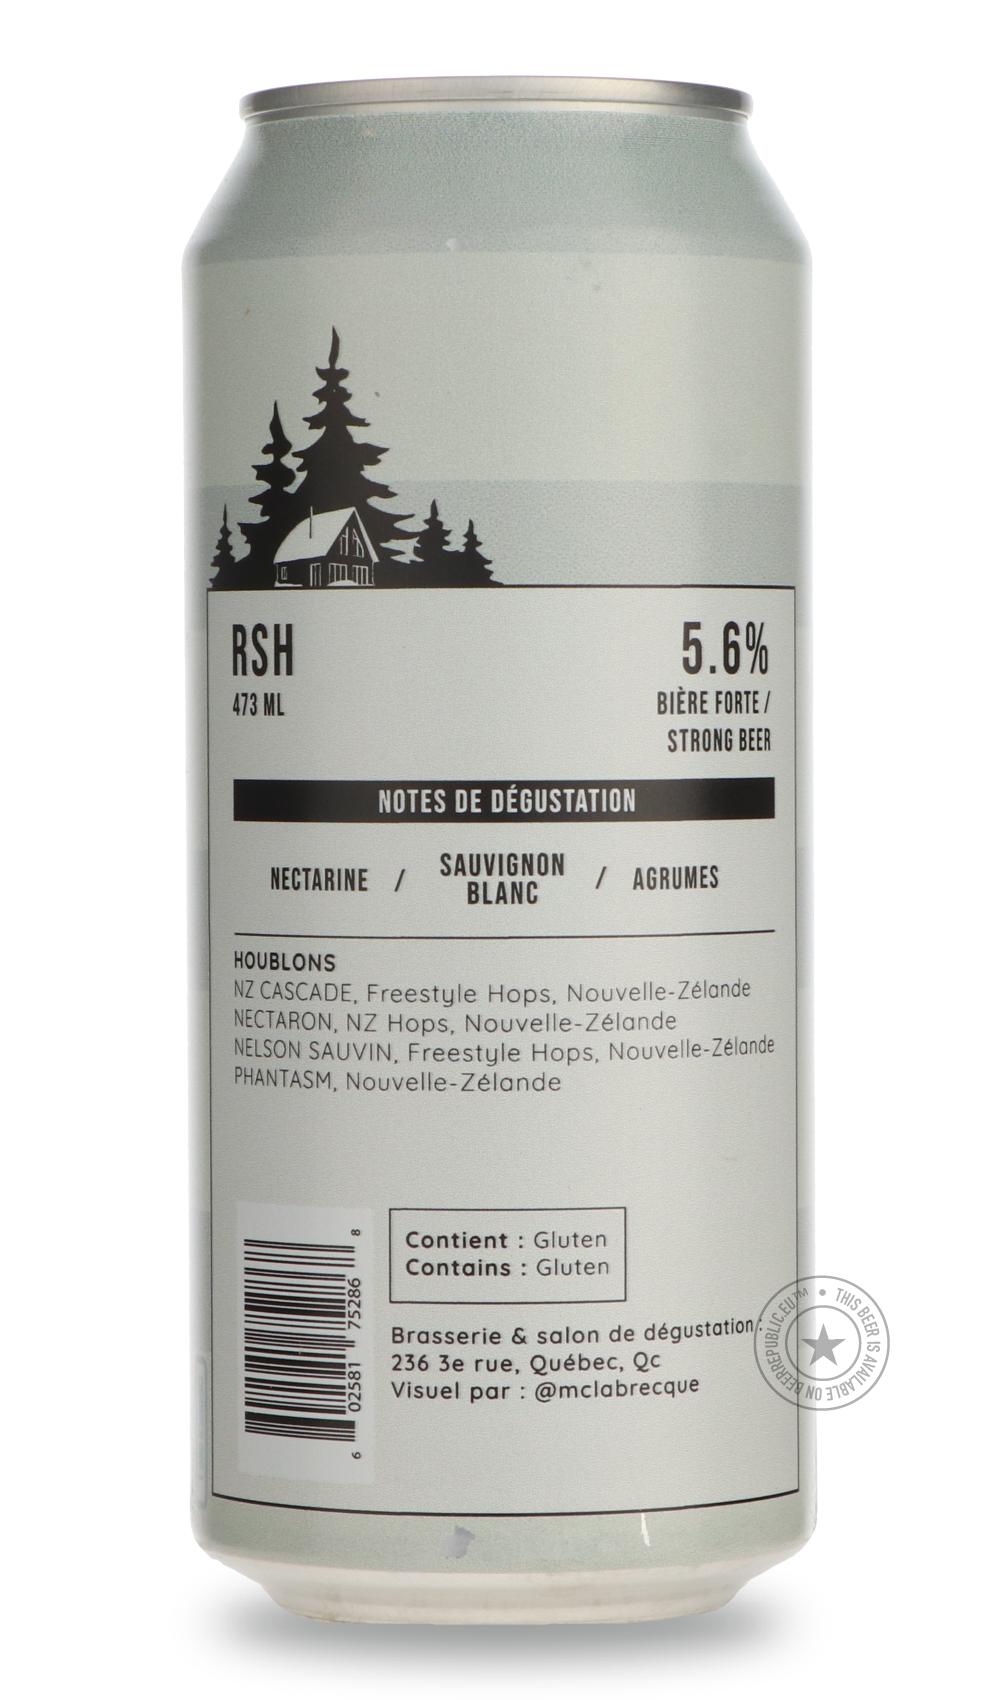 RSH
473 ML
5.6%
BIÈRE FORTE /
STRONG BEER
NOTES DE DÉGUSTATION
NECTARINE / SAUVIGNON BLANC / AGRUMES
HOUBLONS
NZ CASCADE, Freestyle Hops, Nouvelle-Zélande
NECTARON, NZ Hops, Nouvelle-Zélande
NELSON SAUVIN, Freestyle Hops, Nouvelle-Zélande
PHANTASM, Nouvelle-Zélande
6 02581 75286 8
Contient : Gluten
Contains : Gluten
Brasserie & salon de dégustation :
236 3e rue, Québec, Qc
Visuel par : @mclabrecque
THIS BEER IS AVAILABLE ON BEERREPUBLIC.EU™